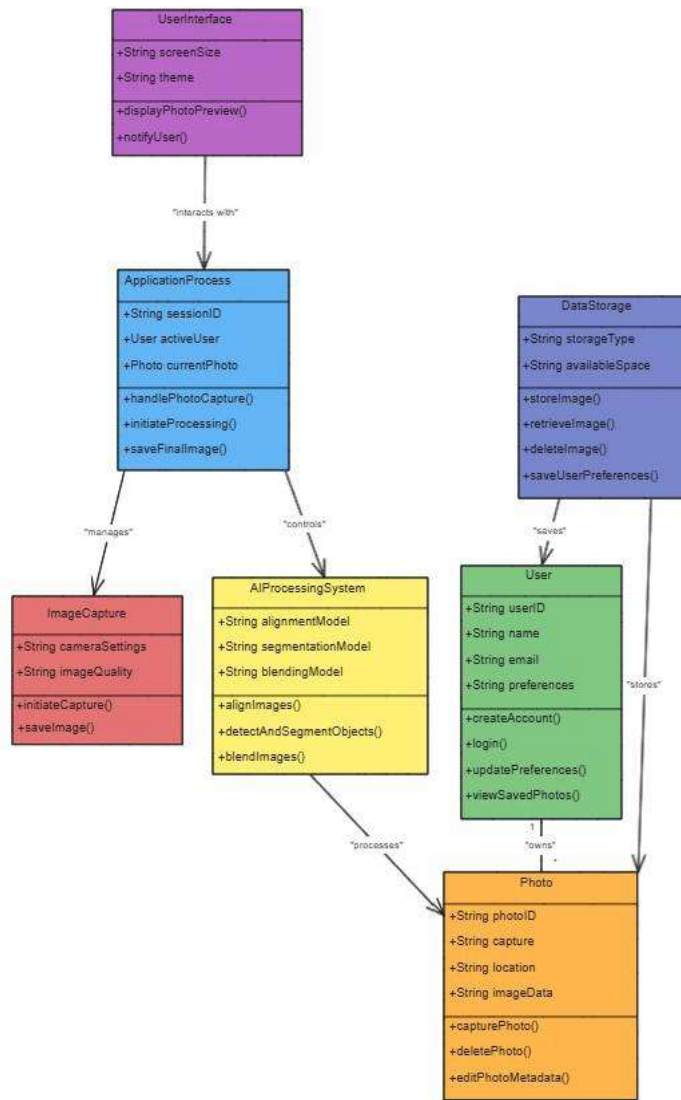 UserInterface
+String screenSize
+String theme
+displayPhotoPreview()
+notifyUser()
"interacts with"
ApplicationProcess
+String sessionID
+User activeUser
+Photo currentPhoto
+handlePhotoCapture()
+initiateProcessing()
+saveFinalImage()
DataStorage
+String storageType
+String availableSpace
+storeImage()
+retrieveImage()
+deleteImage()
+saveUserPreferences()
"manages"
"controls"
"saves"
ImageCapture
+String cameraSettings
+String imageQuality
+initiateCapture()
+saveImage()
AIProcessingSystem
+String alignmentModel
+String segmentationModel
+String blendingModel
+alignImages()
+detectAndSegmentObjects()
+blendImages()
User
+String userID
+String name
+String email
+String preferences
+createAccount()
+login()
+updatePreferences()
+viewSavedPhotos()
"stores"
"processes"
1
"owns"
*
Photo
+String photoID
+String capture
+String location
+String imageData
+capturePhoto()
+deletePhoto()
+editPhotoMetadata()